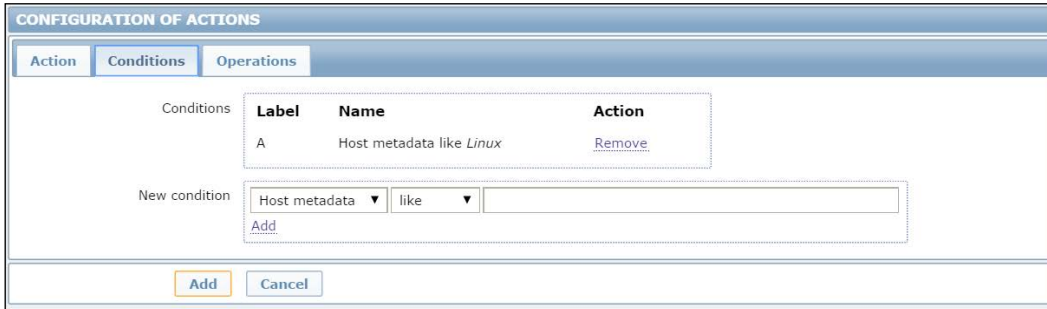 CONFIGURATION OF ACTIONS
Action Conditions Operations
Conditions Label Name Action
A Host metadata like Linux Remove
New condition Host metadata like
Add
Add Cancel